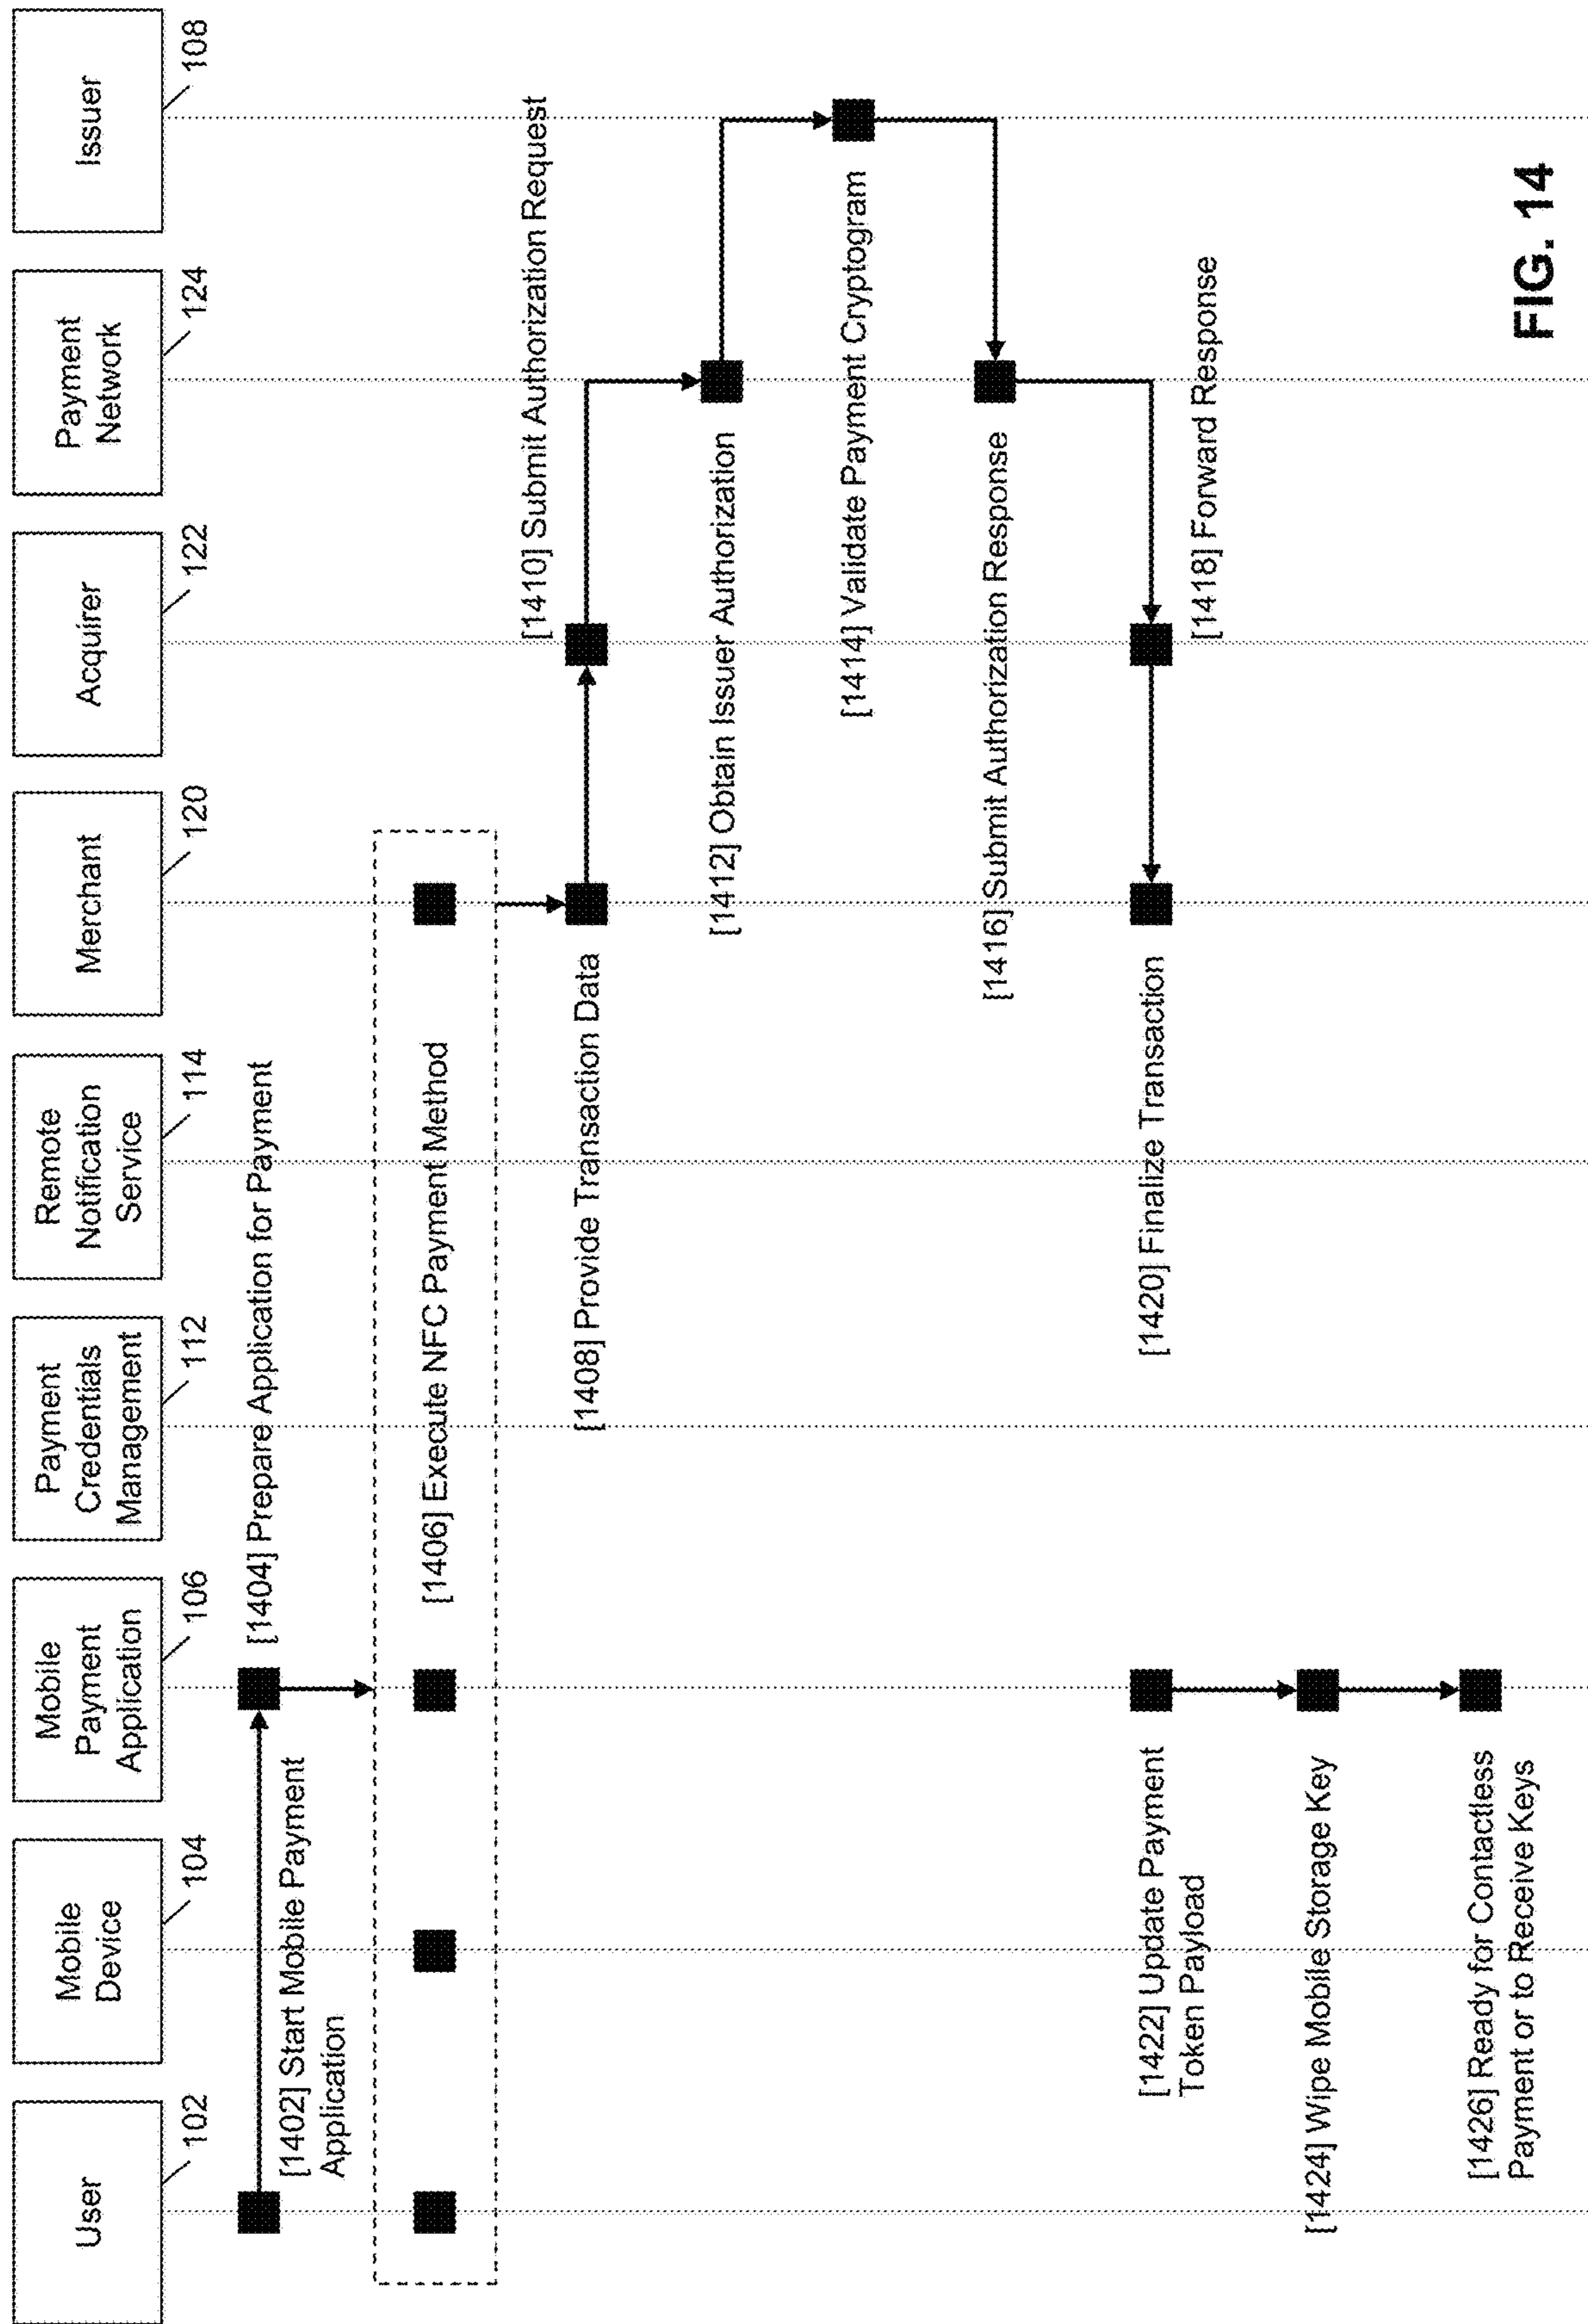 User
102
Mobile
Device
104
Mobile
Payment
Application
106
Payment
Credentials
Management
112
Remote
Notification
Service
114
Merchant
120
Acquirer
122
Payment
Network
124
Issuer
108
[1402] Start Mobile Payment
Application
[1404] Prepare Application for Payment
[1406] Execute NFC Payment Method
[1408] Provide Transaction Data
[1410] Submit Authorization Request
[1412] Obtain Issuer Authorization
[1414] Validate Payment Cryptogram
[1416] Submit Authorization Response
[1418] Forward Response
[1420] Finalize Transaction
[1422] Update Payment
Token Payload
[1424] Wipe Mobile Storage Key
[1426] Ready for Contactless
Payment or to Receive Keys
FIG. 14